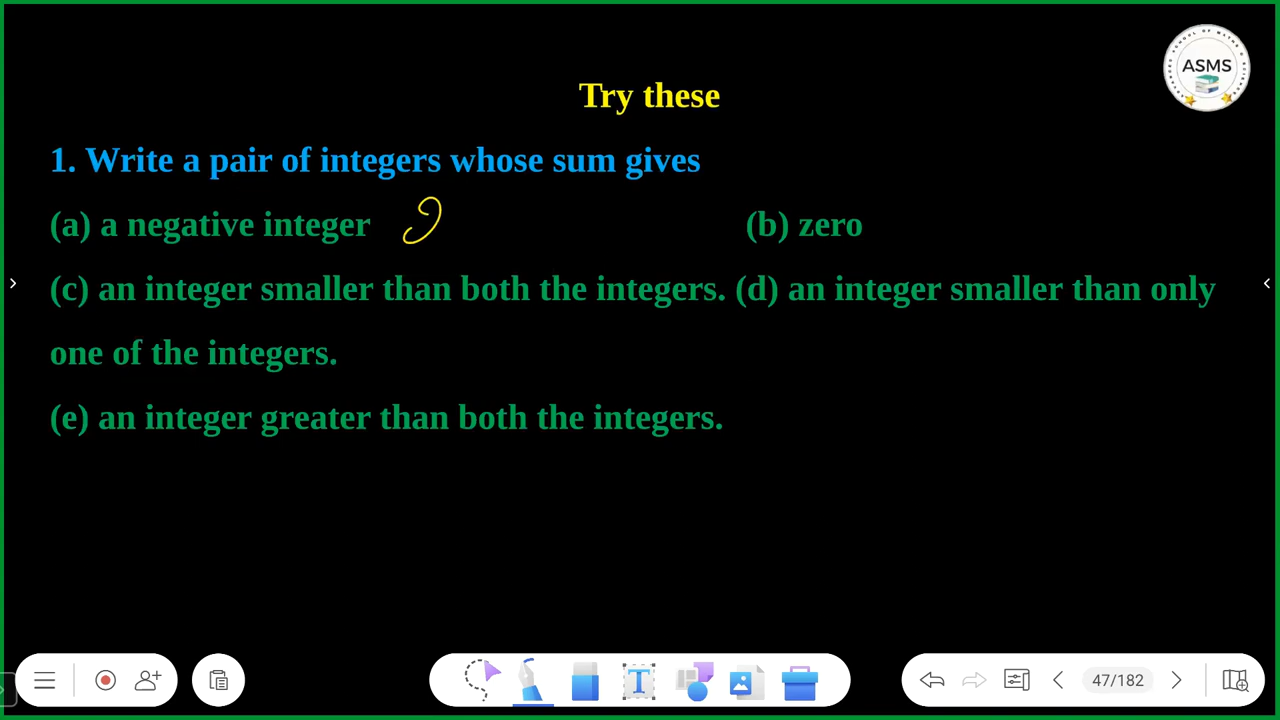 ASMS
Try these
1. Write a pair of integers whose sum gives
(a) a negative integer (b) zero
(c) an integer smaller than both the integers. (d) an integer smaller than only
one of the integers.
(e) an integer greater than both the integers.
47/182